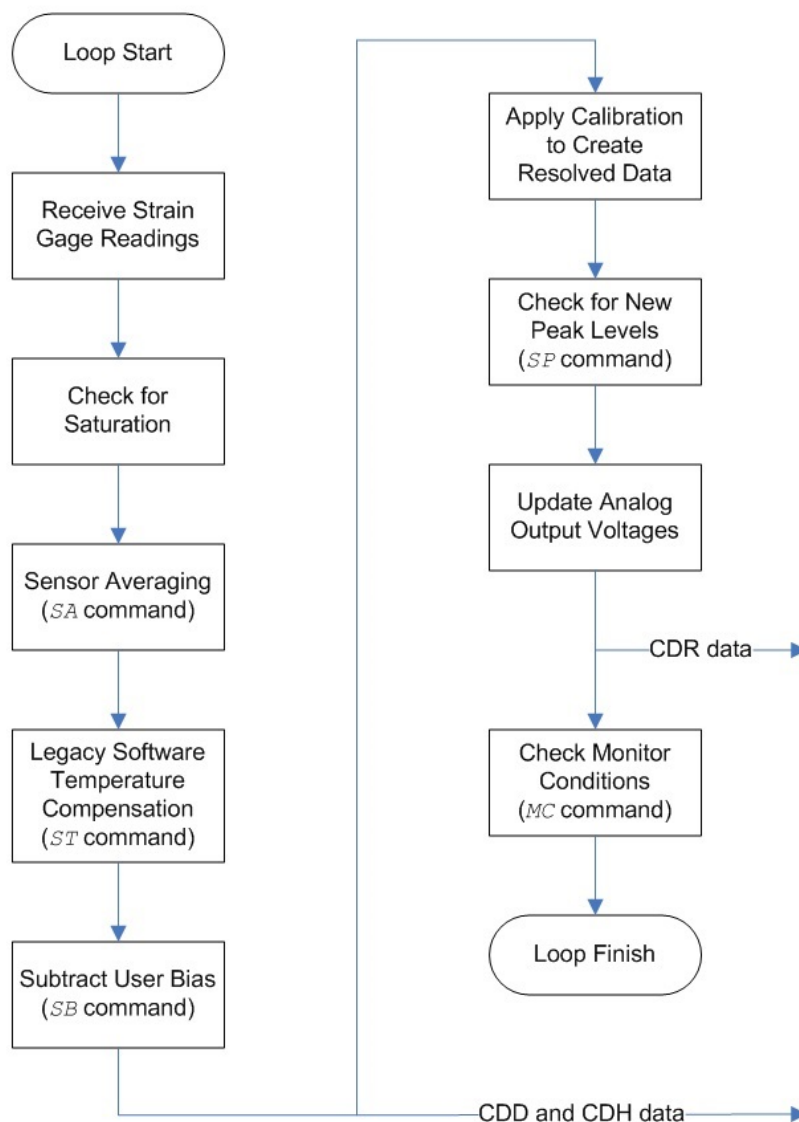 Loop Start
Receive Strain
Gage Readings
Check for
Saturation
Sensor Averaging
(SA command)
Legacy Software
Temperature
Compensation
(ST command)
Subtract User Bias
(SB command)
CDD and CDH data
Apply Calibration
to Create
Resolved Data
Check for New
Peak Levels
(SP command)
Update Analog
Output Voltages
CDR data
Check Monitor
Conditions
(MC command)
Loop Finish